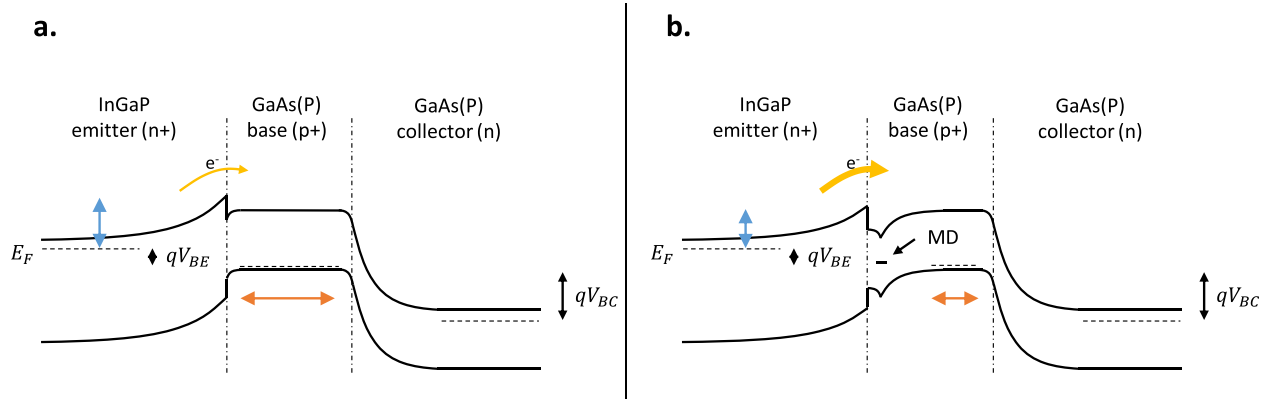 a.
InGaP
emitter (n+)
GaAs(P)
base (p+)
GaAs(P)
collector (n)
e-
E_F
qV_BE
qV_BC
b.
InGaP
emitter (n+)
GaAs(P)
base (p+)
GaAs(P)
collector (n)
e-
MD
E_F
qV_BE
qV_BC